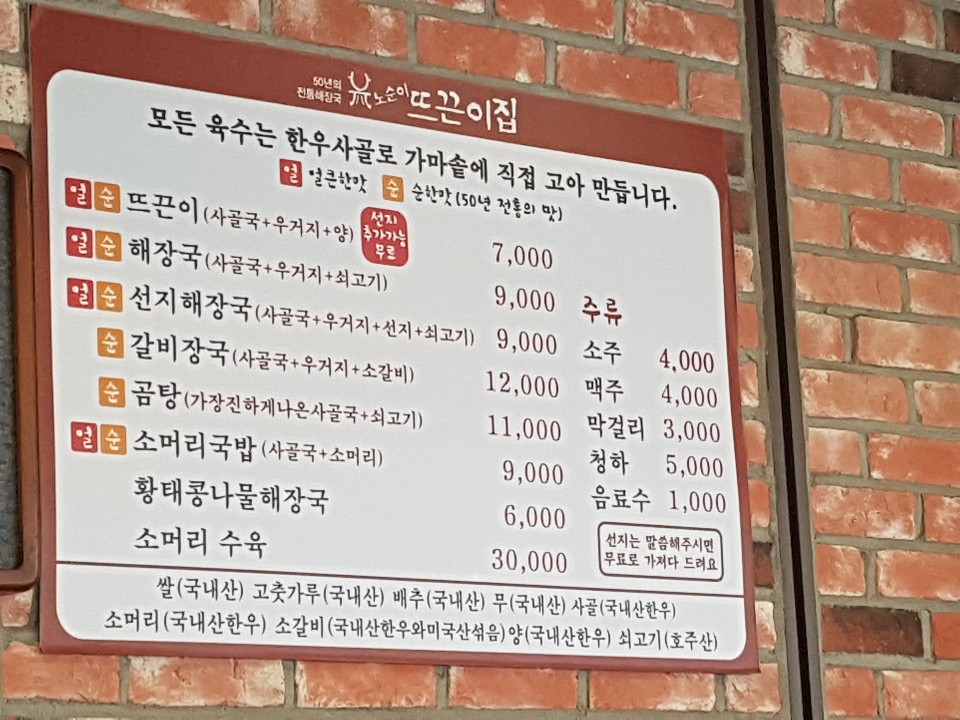 50년의
전통해장국
노순이 뜨끈이집
모든 육수는 한우사골로 가마솥에 직접 고아 만듭니다.
얼 얼큰한맛 순 순한맛(50년 전통의 맛)
얼 순 뜨끈이(사골국+우거지+양) 7,000
선지
추가가능
무료
얼 순 해장국(사골국+우거지+쇠고기) 9,000
얼 순 선지해장국(사골국+우거지+선지+쇠고기) 9,000
순 갈비장국(사골국+우거지+소갈비) 12,000
순 곰탕(가장진하게나온사골국+쇠고기) 11,000
얼 순 소머리국밥(사골국+소머리) 9,000
황태콩나물해장국 6,000
소머리 수육 30,000
주류
소주 4,000
맥주 4,000
막걸리 3,000
청하 5,000
음료수 1,000
선지는 말씀해주시면
무료로 가져다 드려요
쌀(국내산) 고춧가루(국내산) 배추(국내산) 무(국내산) 사골(국내산한우)
소머리(국내산한우) 소갈비(국내산한우와미국산섞음) 양(국내산한우) 쇠고기(호주산)